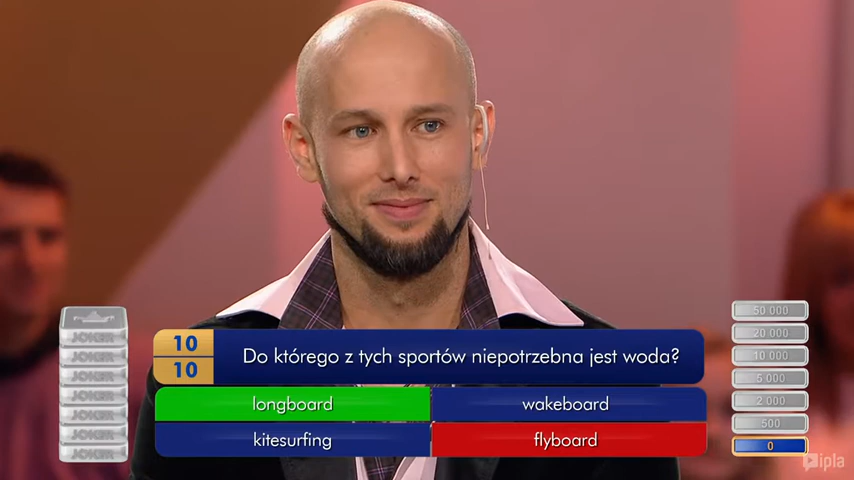 50 000
20 000
10 000
5 000
2 000
500
0
JOKER
JOKER
JOKER
JOKER
JOKER
JOKER
JOKER
10
10
Do którego z tych sportów niepotrzebna jest woda?
longboard
wakeboard
kitesurfing
flyboard
ipla